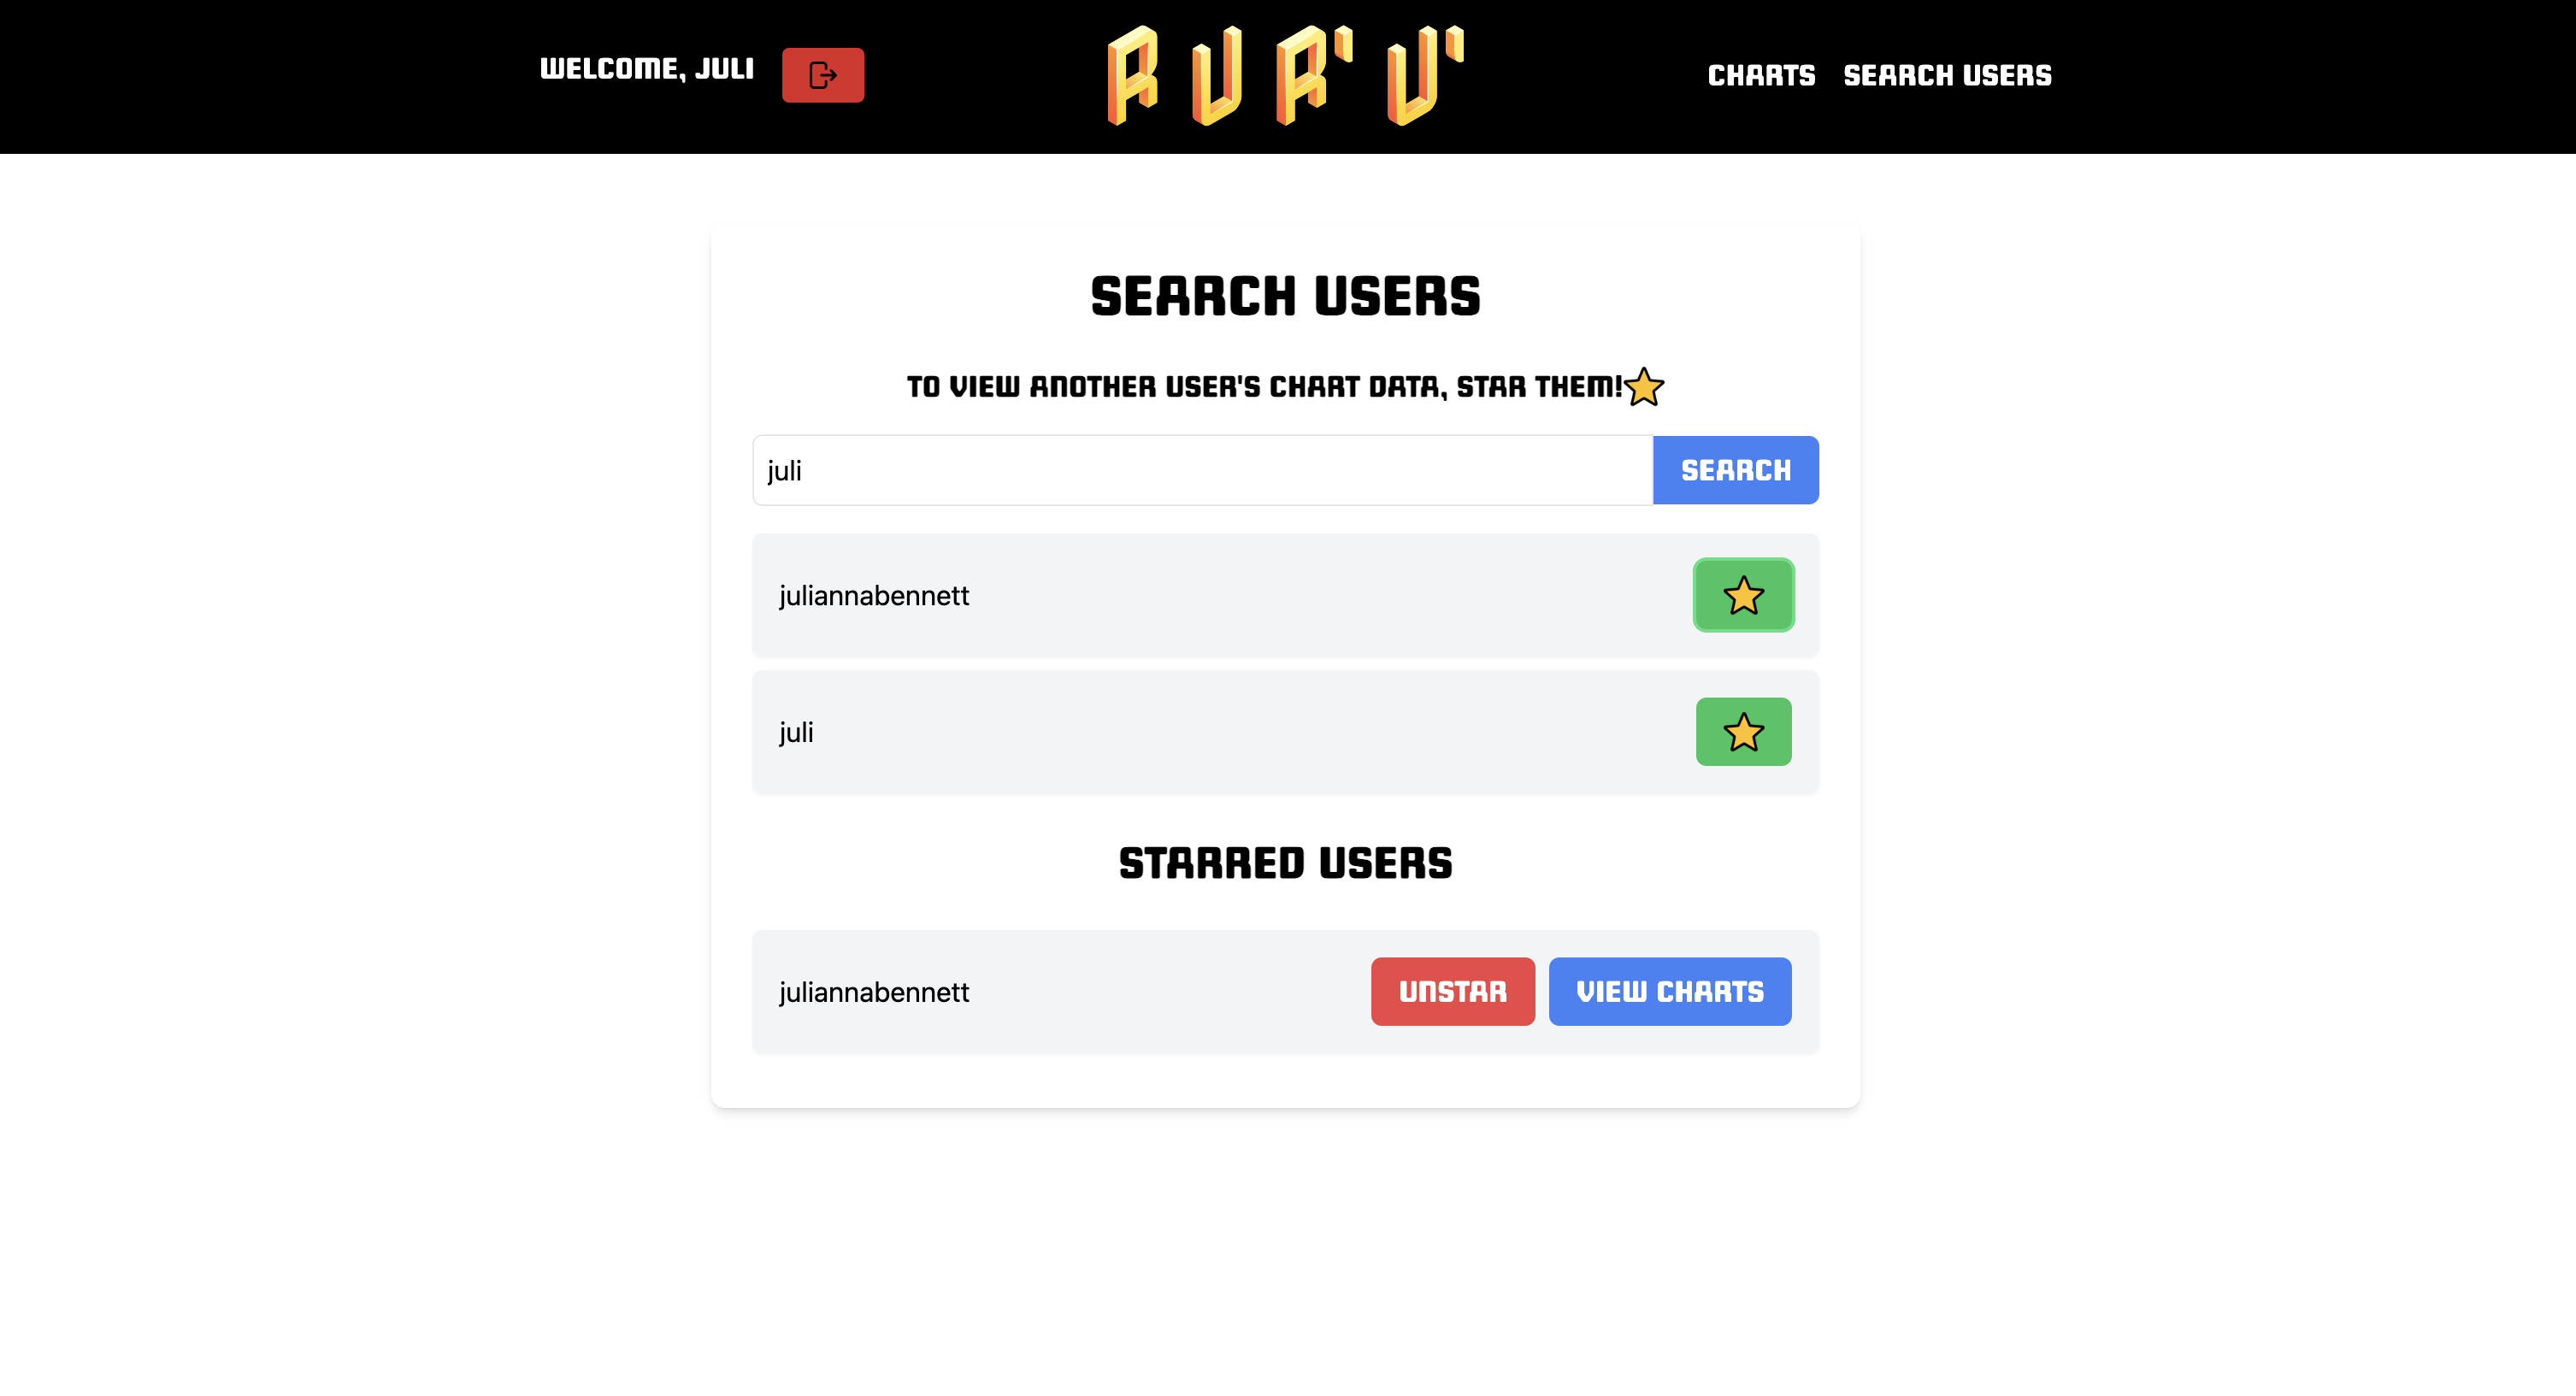 WELCOME, JULI
R U R' U'
CHARTS
SEARCH USERS
SEARCH USERS
TO VIEW ANOTHER USER'S CHART DATA, STAR THEM!
juli
SEARCH
juliannabennett
juli
STARRED USERS
juliannabennett
UNSTAR
VIEW CHARTS